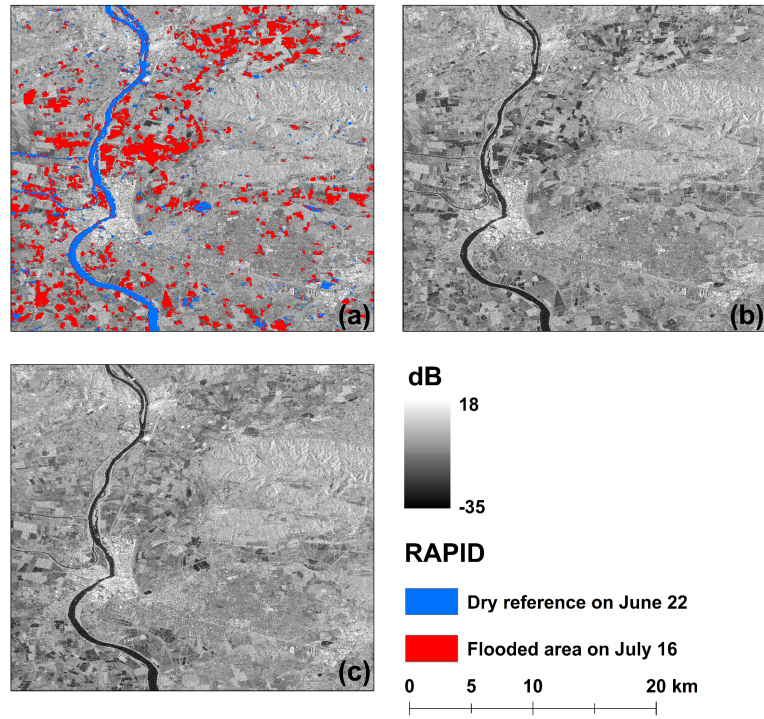 (a)
(b)
(c)
dB
18
-35
RAPID
Dry reference on June 22
Flooded area on July 16
0 5 10 20 km